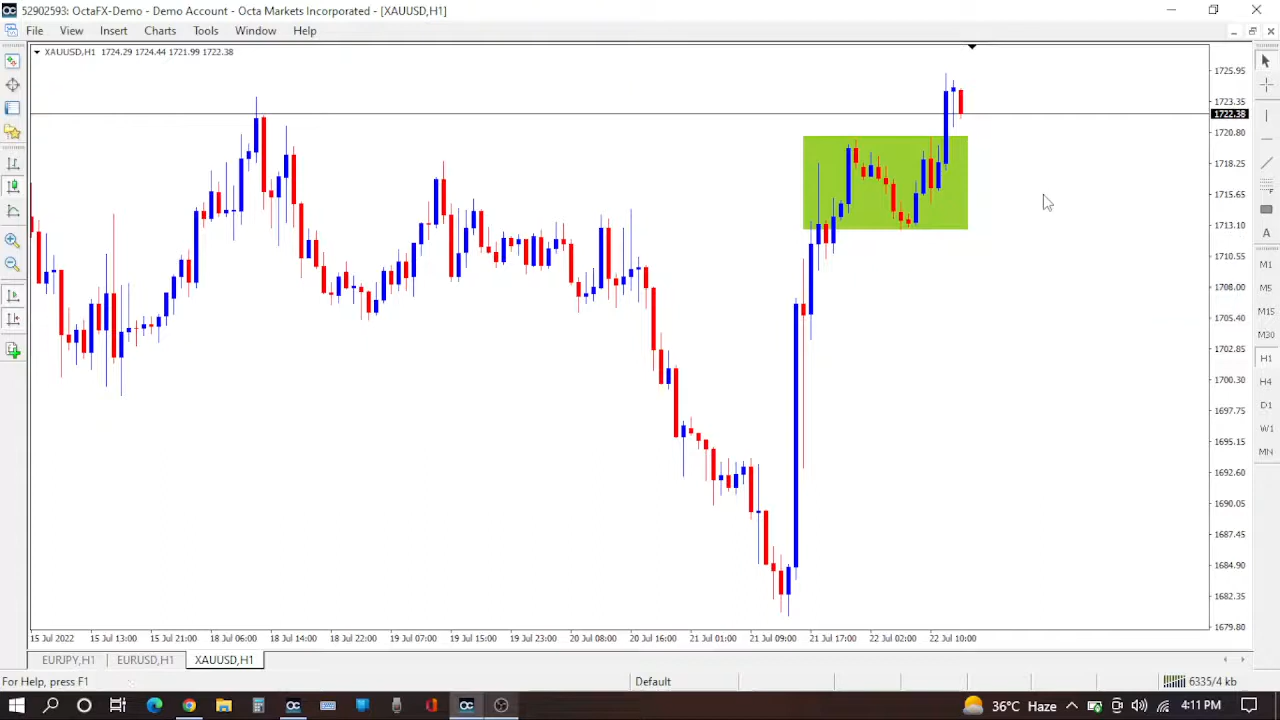 52902593: OctaFX-Demo - Demo Account - Octa Markets Incorporated - [XAUUSD,H1]
File View Insert Charts Tools Window Help
XAUUSD,H1 1724.29 1724.44 1721.99 1722.38
1725.95
1723.35
1722.38
1720.80
1718.25
1715.65
1713.10
1710.55
1708.00
1705.40
1702.85
1700.30
1697.75
1695.15
1692.60
1690.05
1687.45
1684.90
1682.35
1679.80
A
M1
M5
M15
M30
H1
H4
D1
W1
MN
15 Jul 2022 15 Jul 13:00 15 Jul 21:00 18 Jul 06:00 18 Jul 14:00 18 Jul 22:00 19 Jul 07:00 19 Jul 15:00 19 Jul 23:00 20 Jul 08:00 20 Jul 16:00 21 Jul 01:00 21 Jul 09:00 21 Jul 17:00 22 Jul 02:00 22 Jul 10:00
EURJPY,H1 EURUSD,H1 XAUUSD,H1
For Help, press F1 Default 6335/4 kb
36°C Haze 4:11 PM